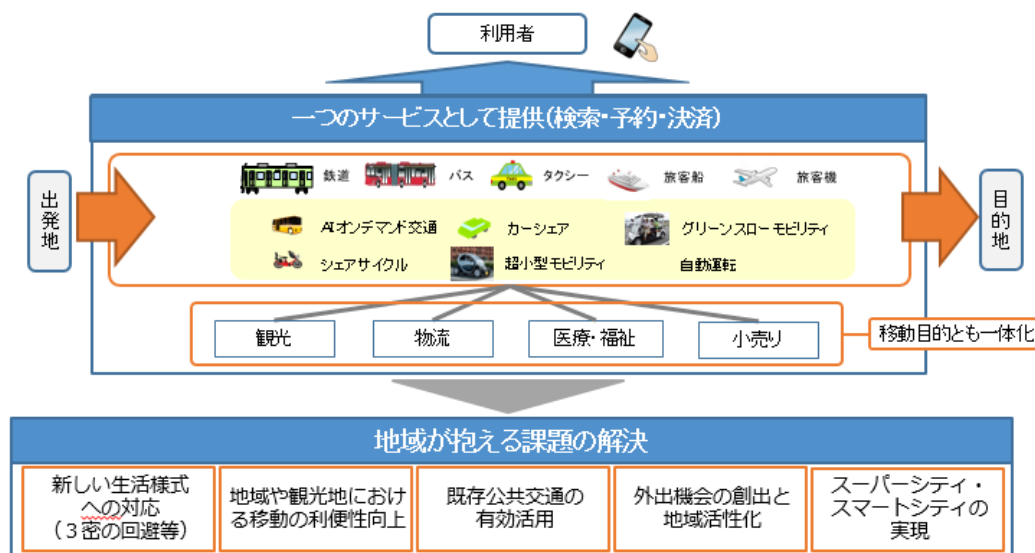 利用者
一つのサービスとして提供(検索・予約・決済)
出発地
鉄道
バス
タクシー
旅客船
旅客機
目的地
AIオンデマンド交通
カーシェア
グリーンスローモビリティ
シェアサイクル
超小型モビリティ
自動運転
観光
物流
医療・福祉
小売り
移動目的とも一体化
地域が抱える課題の解決
新しい生活様式
への対応
(3密の回避等)
地域や観光地におけ
る移動の利便性向上
既存公共交通の
有効活用
外出機会の創出と
地域活性化
スーパーシティ・
スマートシティの
実現